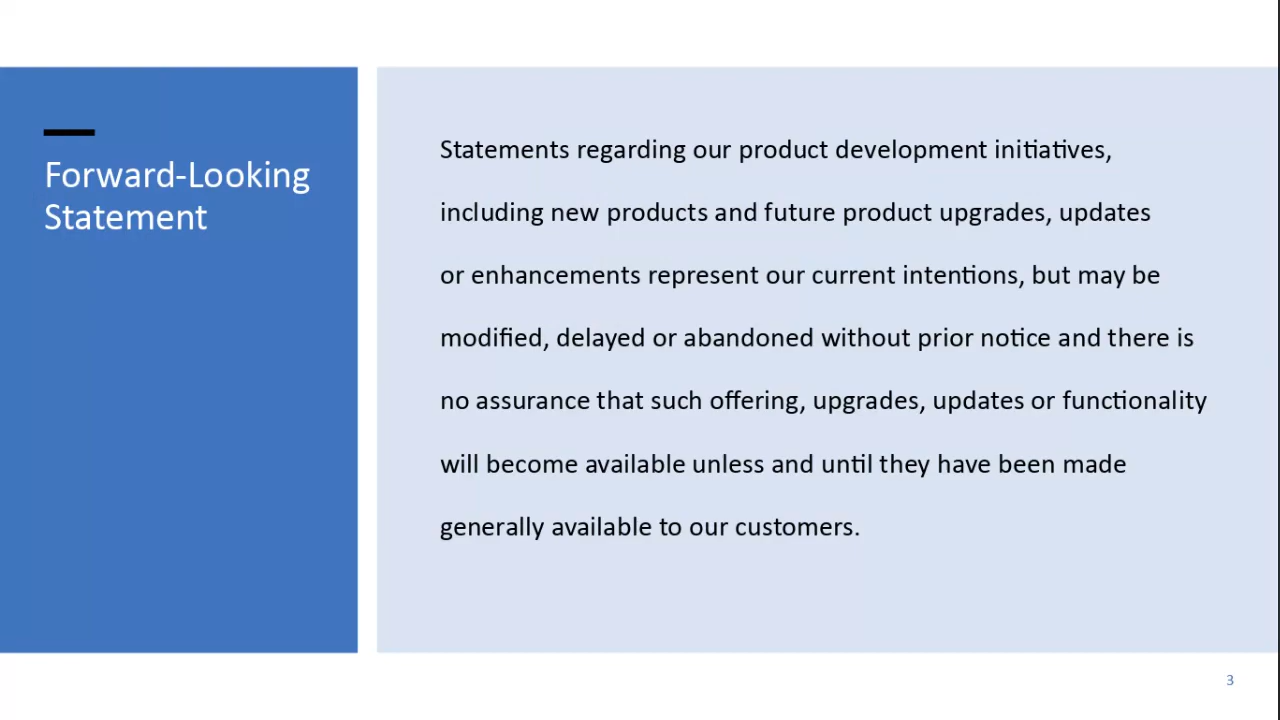 Forward-Looking
Statement
Statements regarding our product development initiatives,
including new products and future product upgrades, updates
or enhancements represent our current intentions, but may be
modified, delayed or abandoned without prior notice and there is
no assurance that such offering, upgrades, updates or functionality
will become available unless and until they have been made
generally available to our customers.
3